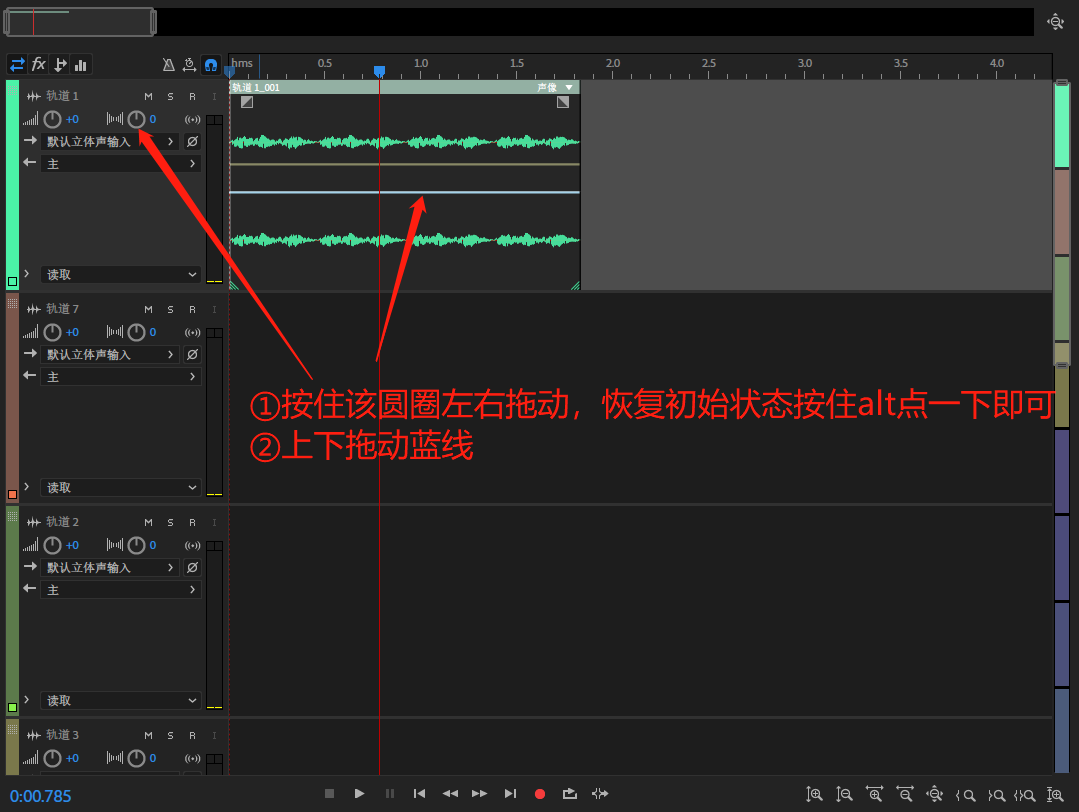 fx
hms 0.5 1.0 1.5 2.0 2.5 3.0 3.5 4.0
轨道 1 M S R I
轨道 1_001 声像
+0 0
默认立体声输入
主
读取
轨道 7 M S R I
+0 0
默认立体声输入
主
①按住该圆圈左右拖动，恢复初始状态按住alt点一下即可
②上下拖动蓝线
读取
轨道 2 M S R I
+0 0
默认立体声输入
主
读取
轨道 3 M S R I
+0 0
0:00.785